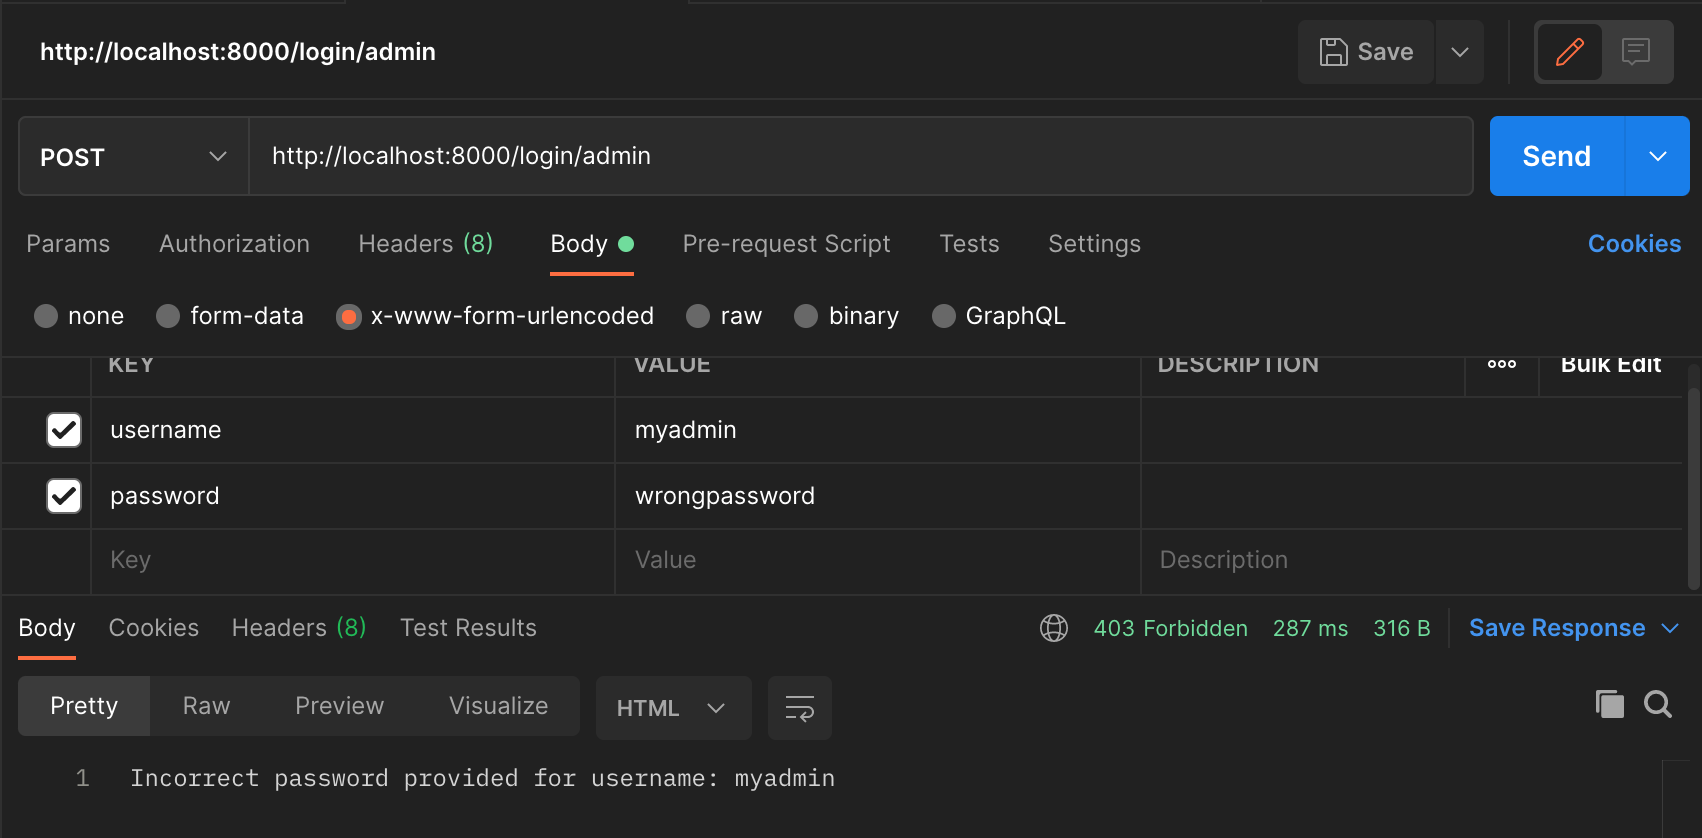 http://localhost:8000/login/admin
Save
POST
http://localhost:8000/login/admin
Send
Params Authorization Headers (8) Body Pre-request Script Tests Settings Cookies
none form-data x-www-form-urlencoded raw binary GraphQL
KEY VALUE DESCRIPTION Bulk Edit
username myadmin
password wrongpassword
Key Value Description
Body Cookies Headers (8) Test Results 403 Forbidden 287 ms 316 B Save Response
Pretty Raw Preview Visualize HTML
1 Incorrect password provided for username: myadmin